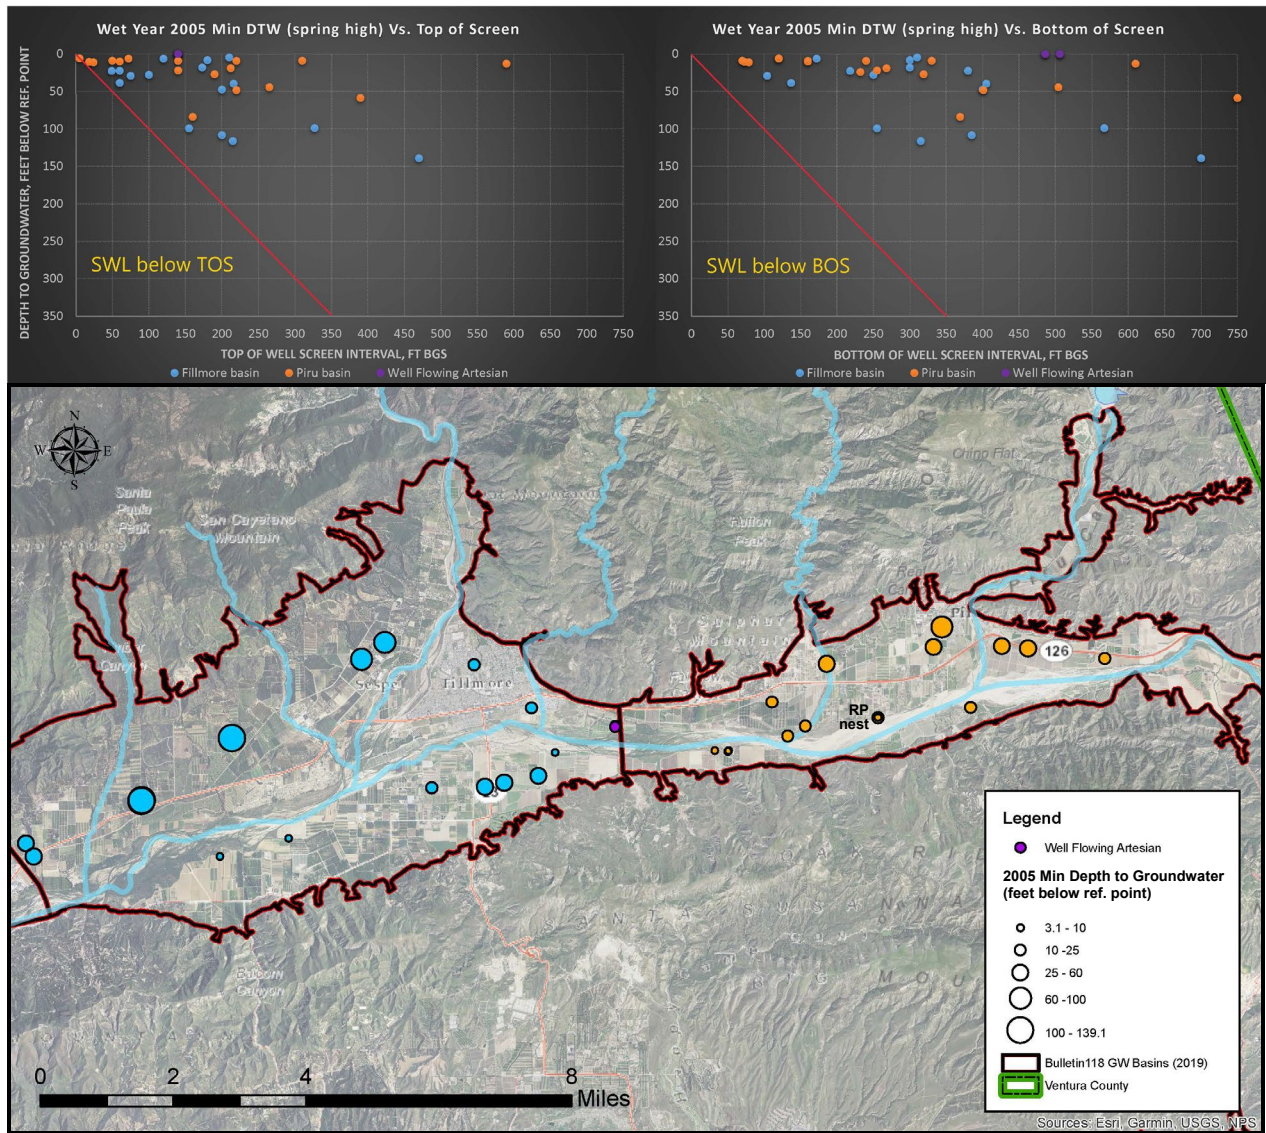 Wet Year 2005 Min DTW (spring high) Vs. Top of Screen
DEPTH TO GROUNDWATER, FEET BELOW REF. POINT
0
50
100
150
200
250
300
350
SWL below TOS
0 50 100 150 200 250 300 350 400 450 500 550 600 650 700 750
TOP OF WELL SCREEN INTERVAL, FT BGS
Fillmore basin Piru basin Well Flowing Artesian
Wet Year 2005 Min DTW (spring high) Vs. Bottom of Screen
0
50
100
150
200
250
300
350
SWL below BOS
0 50 100 150 200 250 300 350 400 450 500 550 600 650 700 750
BOTTOM OF WELL SCREEN INTERVAL, FT BGS
Fillmore basin Piru basin Well Flowing Artesian
N
W E
S
Santa
Paula
Peak
San Cayetano
Mountain
Chino Flat
Peak
Mountain
Canyon
Sespe
Fillmore
126
RP
nest
Canyon
0 2 4 8
Miles
Legend
Well Flowing Artesian
2005 Min Depth to Groundwater
(feet below ref. point)
3.1 - 10
10 -25
25 - 60
60 -100
100 - 139.1
Bulletin118 GW Basins (2019)
Ventura County
Sources: Esri, Garmin, USGS, NPS